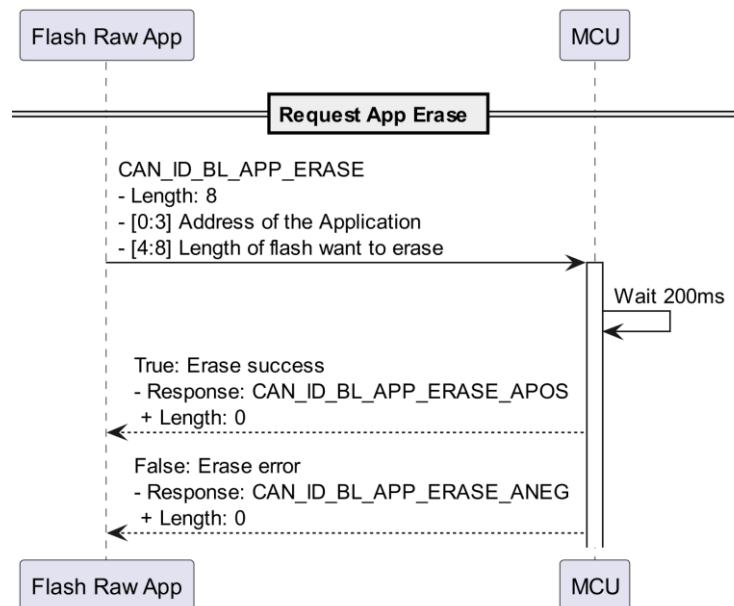 Flash Raw App
MCU
Request App Erase
CAN_ID_BL_APP_ERASE
- Length: 8
- [0:3] Address of the Application
- [4:8] Length of flash want to erase
Wait 200ms
True: Erase success
- Response: CAN_ID_BL_APP_ERASE_APOS
+ Length: 0
False: Erase error
- Response: CAN_ID_BL_APP_ERASE_ANEG
+ Length: 0
Flash Raw App
MCU